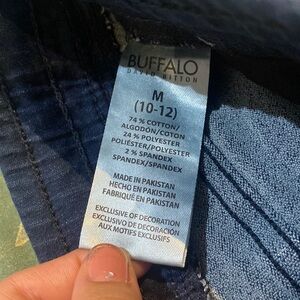 BUFFALO
DAVID BITTON
M
(10-12)
74 % COTTON/
ALGODÓN/COTON
24 % POLYESTER/
POLIÉSTER/POLYESTER
2 % SPANDEX
SPANDEX/SPANDEX
MADE IN PAKISTAN
HECHO EN PAKISTAN
FABRIQUÉ EN PAKISTAN
EXCLUSIVE OF DECORATION
EXCLUSIVO DE DECORACIÓN
AUX MOTIFS EXCLUSIFS